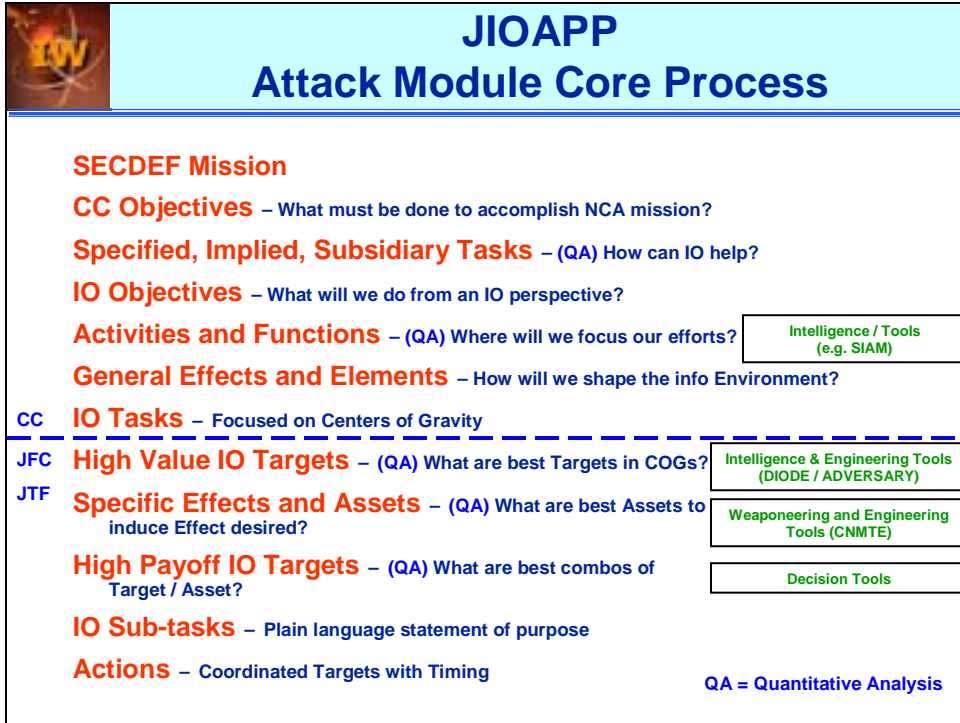 IW
JIOAPP
Attack Module Core Process
SECDEF Mission
CC Objectives – What must be done to accomplish NCA mission?
Specified, Implied, Subsidiary Tasks – (QA) How can IO help?
IO Objectives – What will we do from an IO perspective?
Activities and Functions – (QA) Where will we focus our efforts?
Intelligence / Tools
(e.g. SIAM)
General Effects and Elements – How will we shape the info Environment?
CC
IO Tasks – Focused on Centers of Gravity
JFC
High Value IO Targets – (QA) What are best Targets in COGs?
Intelligence & Engineering Tools
(DIODE / ADVERSARY)
JTF
Specific Effects and Assets – (QA) What are best Assets to
induce Effect desired?
Weaponeering and Engineering
Tools (CNMTE)
High Payoff IO Targets – (QA) What are best combos of
Target / Asset?
Decision Tools
IO Sub-tasks – Plain language statement of purpose
Actions – Coordinated Targets with Timing
QA = Quantitative Analysis